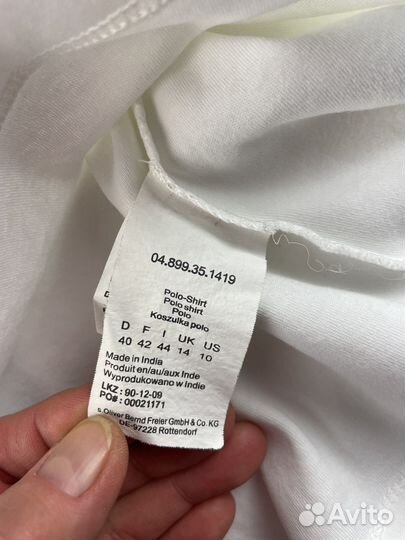 04.899.35.1419
Polo-Shirt
Polo shirt
Polo
Koszulka polo
D F I UK US
40 42 44 14 10
Made in India
Produit en/au/aux Inde
Wyprodukowano w Indie
LKZ : 90-12-09
PO# : 00021171
s.Oliver Bernd Freier GmbH & Co. KG
DE-97228 Rottendorf
Avito